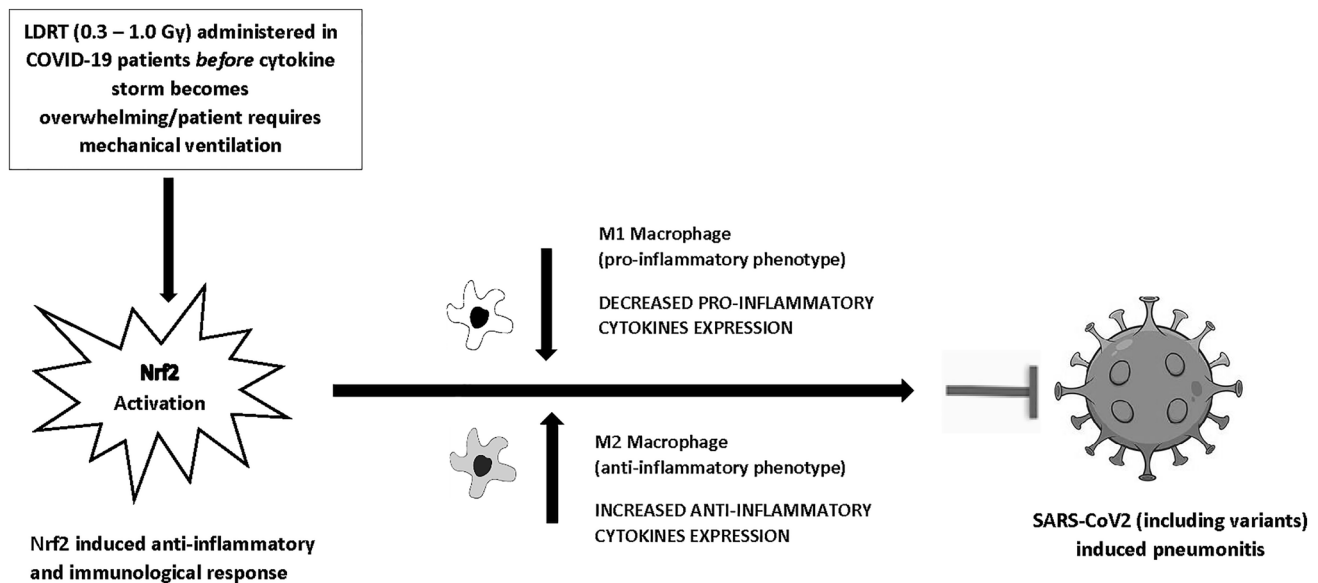 LDRT (0.3 – 1.0 Gy) administered in
COVID-19 patients before cytokine
storm becomes
overwhelming/patient requires
mechanical ventilation
Nrf2
Activation
Nrf2 induced anti-inflammatory
and immunological response
M1 Macrophage
(pro-inflammatory phenotype)
DECREASED PRO-INFLAMMATORY
CYTOKINES EXPRESSION
M2 Macrophage
(anti-inflammatory phenotype)
INCREASED ANTI-INFLAMMATORY
CYTOKINES EXPRESSION
SARS-CoV2 (including variants)
induced pneumonitis